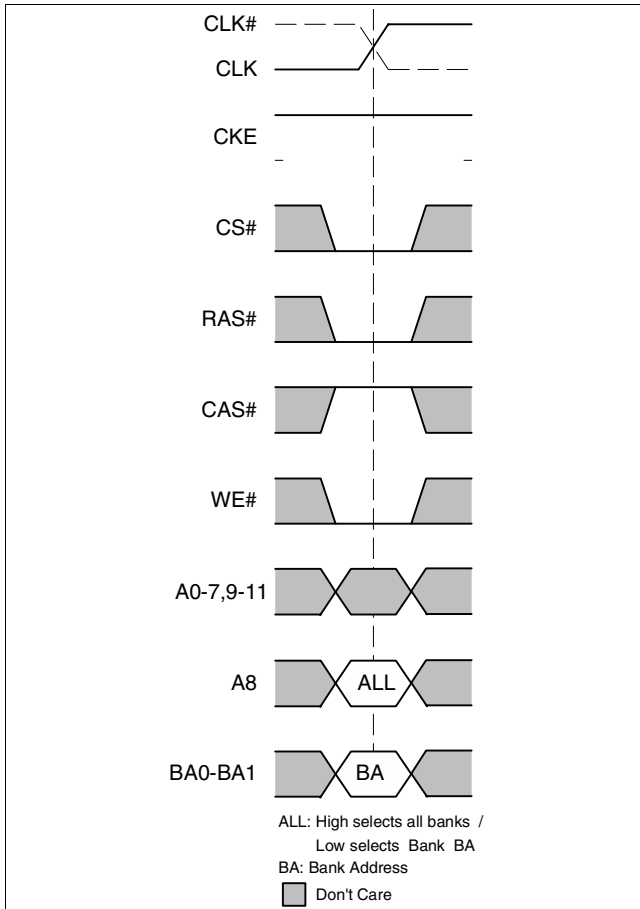 CLK#
CLK
CKE
CS#
RAS#
CAS#
WE#
A0-7,9-11
A8
ALL
BA0-BA1
BA
ALL: High selects all banks /
Low selects Bank BA
BA: Bank Address
Don't Care